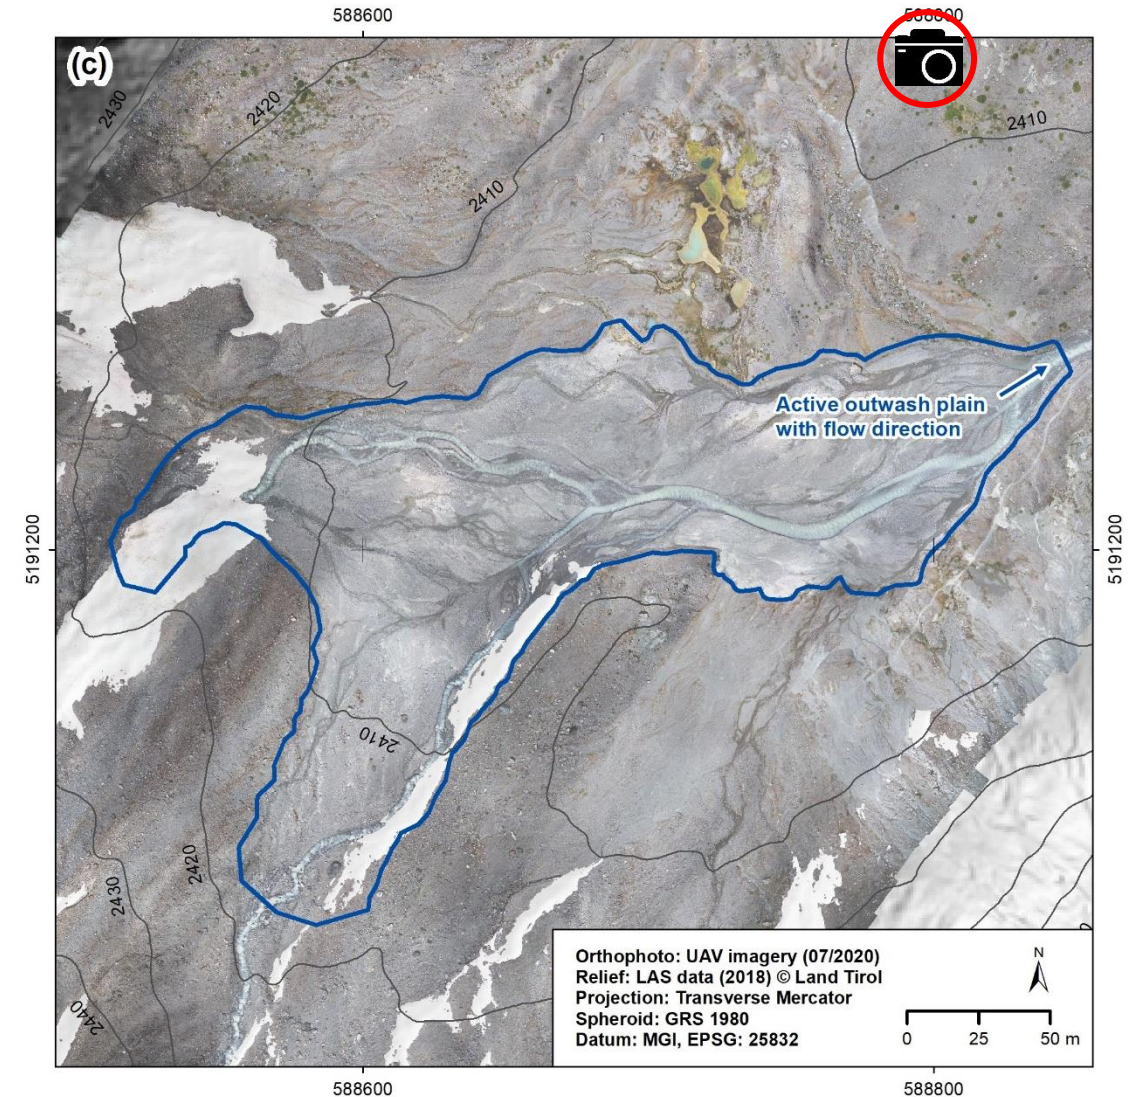 588600
588800
(c)
2430
2420
2410
2410
Active outwash plain
with flow direction
5191200
5191200
2410
2420
2430
2440
Orthophoto: UAV imagery (07/2020)
Relief: LAS data (2018) © Land Tirol
Projection: Transverse Mercator
Spheroid: GRS 1980
Datum: MGI, EPSG: 25832
N
0 25 50 m
588600
588800